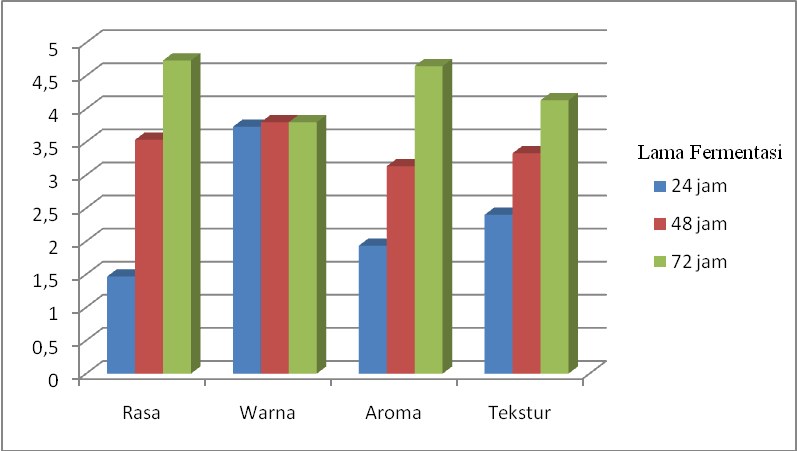 5
4,5
4
3,5
3
2,5
2
1,5
1
0,5
0
Rasa Warna Aroma Tekstur
Lama Fermentasi
24 jam
48 jam
72 jam